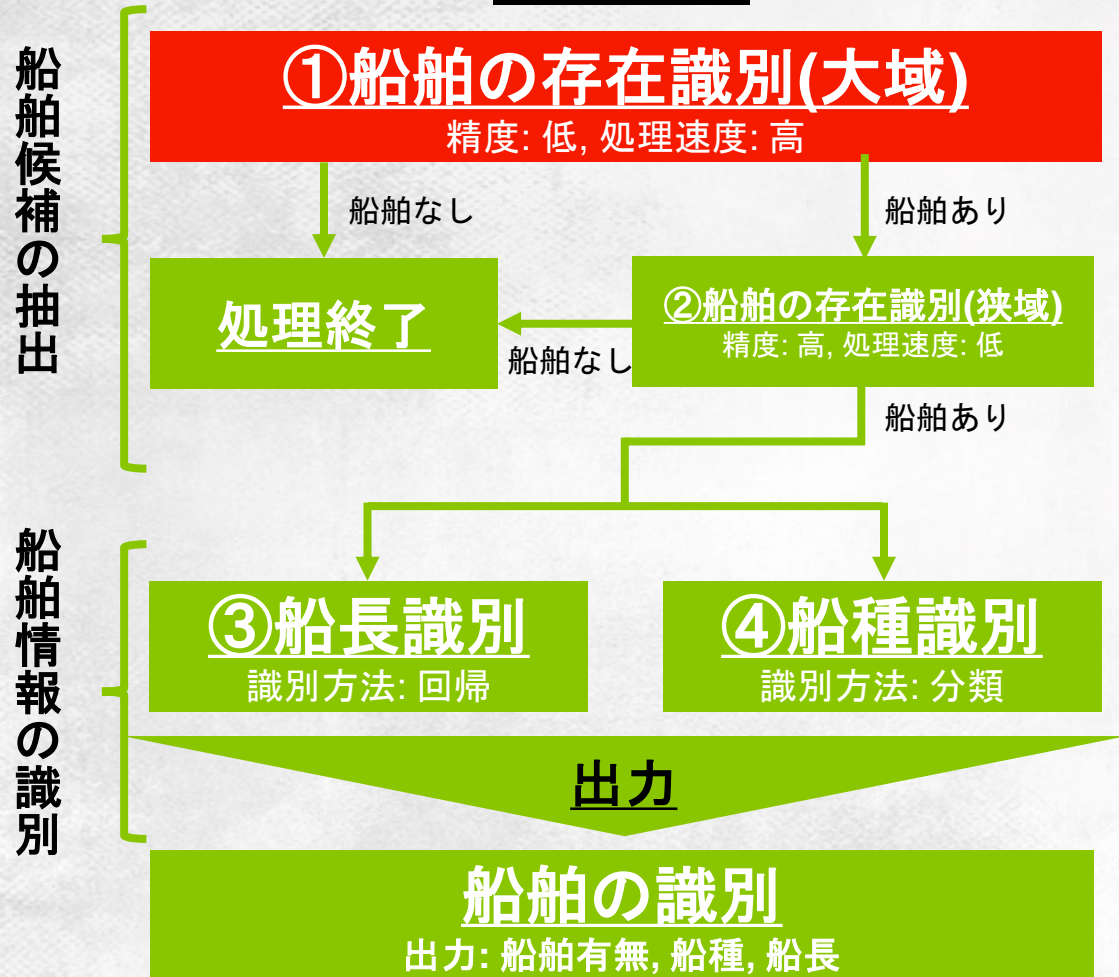 船舶候補の抽出
①船舶の存在識別(大域)
精度: 低, 処理速度: 高
船舶なし
船舶あり
処理終了
②船舶の存在識別(狭域)
精度: 高, 処理速度: 低
船舶なし
船舶あり
船舶情報の識別
③船長識別
識別方法: 回帰
④船種識別
識別方法: 分類
出力
船舶の識別
出力: 船舶有無, 船種, 船長